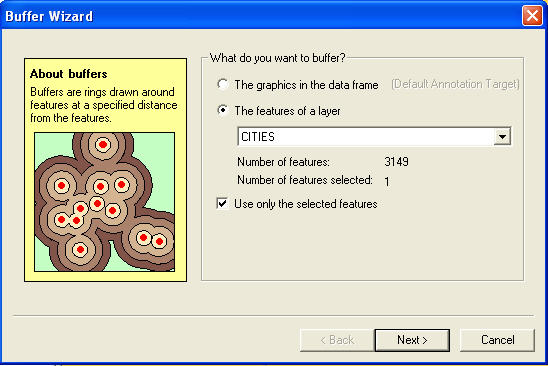 Buffer Wizard
About buffers
Buffers are rings drawn around
features at a specified distance
from the features.
What do you want to buffer?
The graphics in the data frame (Default Annotation Target)
The features of a layer
CITIES
Number of features: 3149
Number of features selected: 1
Use only the selected features
< Back Next > Cancel